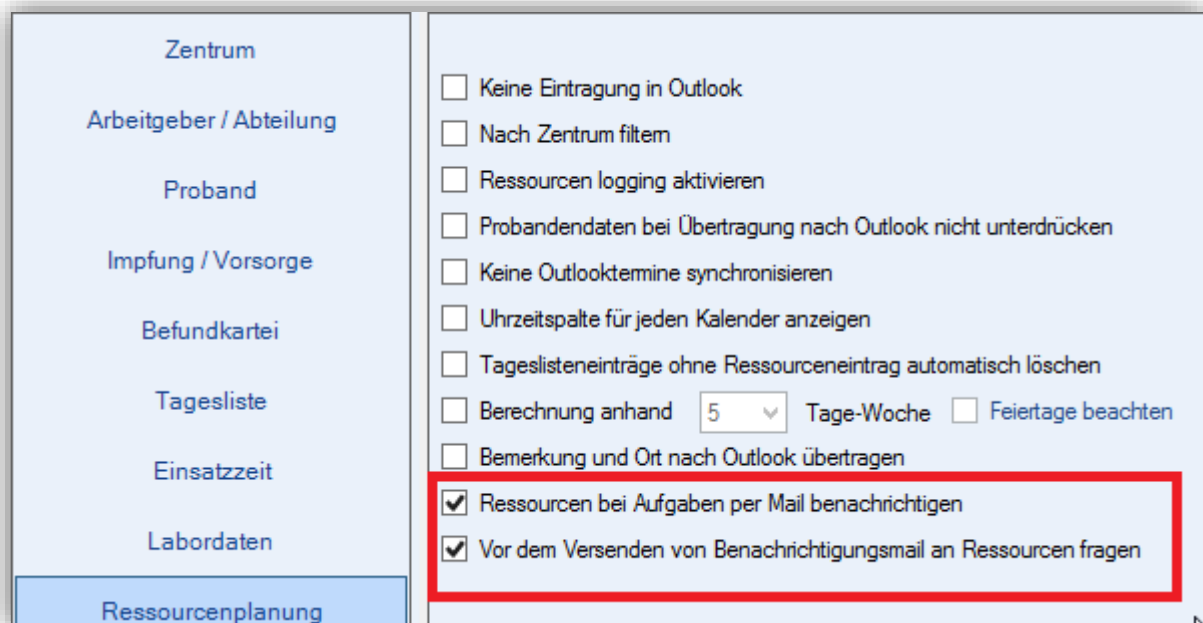 Zentrum
Arbeitgeber / Abteilung
Proband
Impfung / Vorsorge
Befundkartei
Tagesliste
Einsatzzeit
Labordaten
Ressourcenplanung
Keine Eintragung in Outlook
Nach Zentrum filtern
Ressourcen logging aktivieren
Probandendaten bei Übertragung nach Outlook nicht unterdrücken
Keine Outlooktermine synchronisieren
Uhrzeitspalte für jeden Kalender anzeigen
Tageslisteneinträge ohne Ressourceneintrag automatisch löschen
Berechnung anhand 5 Tage-Woche Feiertage beachten
Bemerkung und Ort nach Outlook übertragen
Ressourcen bei Aufgaben per Mail benachrichtigen
Vor dem Versenden von Benachrichtigungsmail an Ressourcen fragen